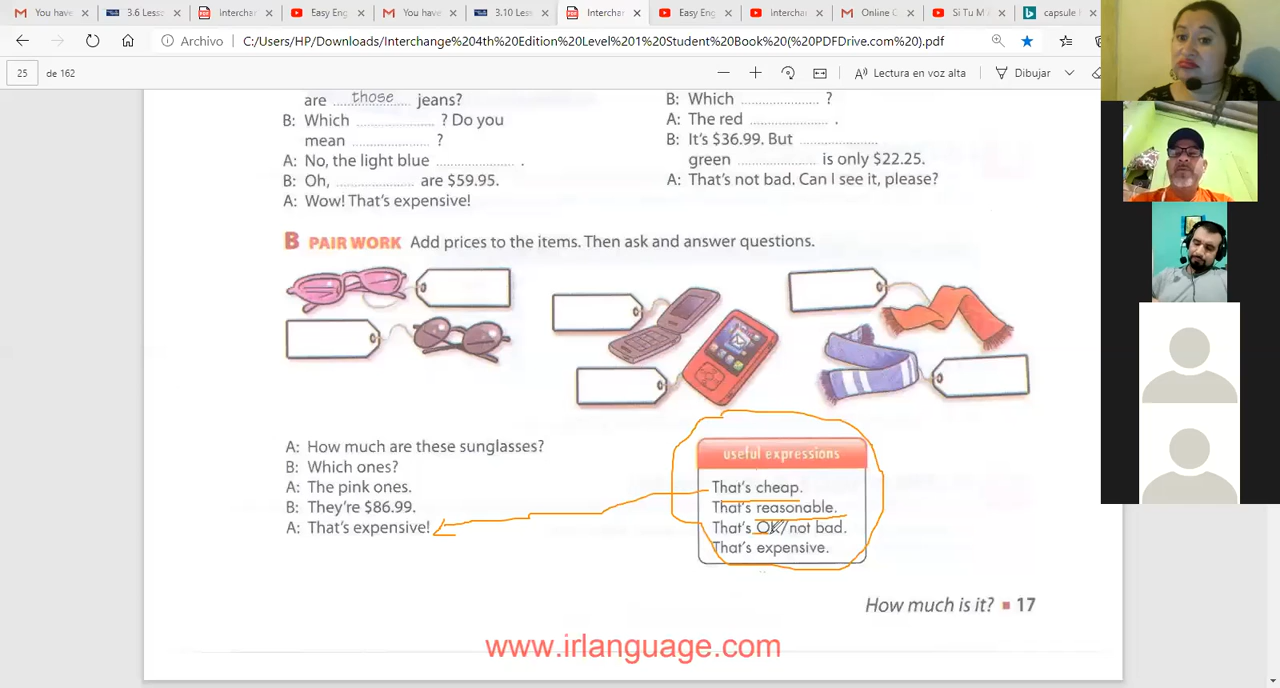 You have
3.6 Lesso
Interchar
Easy Eng
You have
3.10 Less
Interchar
Easy Eng
interchar
Online C
Si Tu M'
capsule
Archivo
C:/Users/HP/Downloads/Interchange%204th%20Edition%20Level%201%20Student%20Book%20(%20PDFDrive.com%20).pdf
25
de 162
Lectura en voz alta
Dibujar
are those jeans?
B: Which .................... ? Do you
mean .................... ?
A: No, the light blue .................... .
B: Oh, .................... are $59.95.
A: Wow! That's expensive!
B: Which .................... ?
A: The red .................... .
B: It's $36.99. But ....................
green .................... is only $22.25.
A: That's not bad. Can I see it, please?
B PAIR WORK Add prices to the items. Then ask and answer questions.
A: How much are these sunglasses?
B: Which ones?
A: The pink ones.
B: They're $86.99.
A: That's expensive!
useful expressions
That's cheap.
That's reasonable.
That's OK/not bad.
That's expensive.
How much is it? ■ 17
www.irlanguage.com